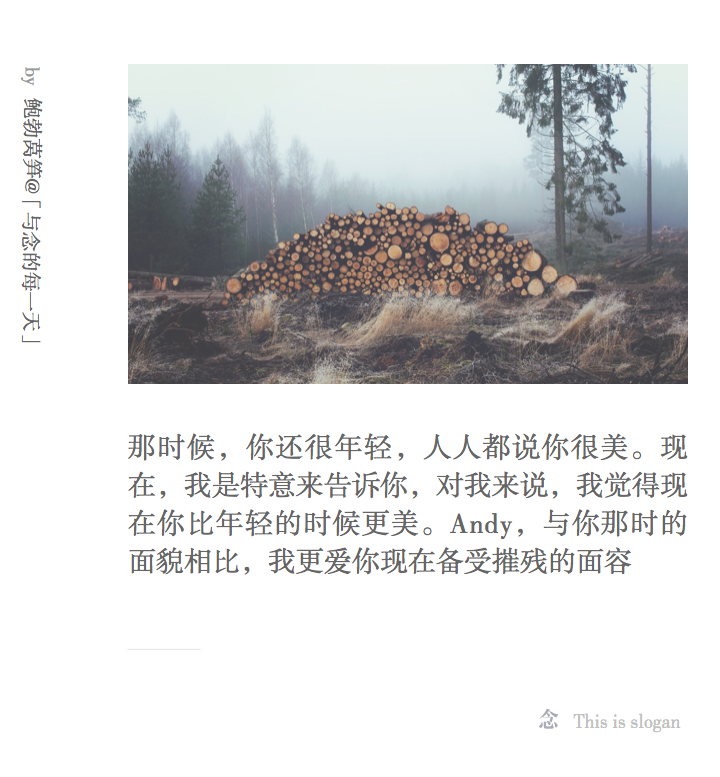 by 鲍勃莴笋@「与念的每一天」
那时候，你还很年轻，人人都说你很美。现
在，我是特意来告诉你，对我来说，我觉得现
在你比年轻的时候更美。Andy，与你那时的
面貌相比，我更爱你现在备受摧残的面容
念 This is slogan